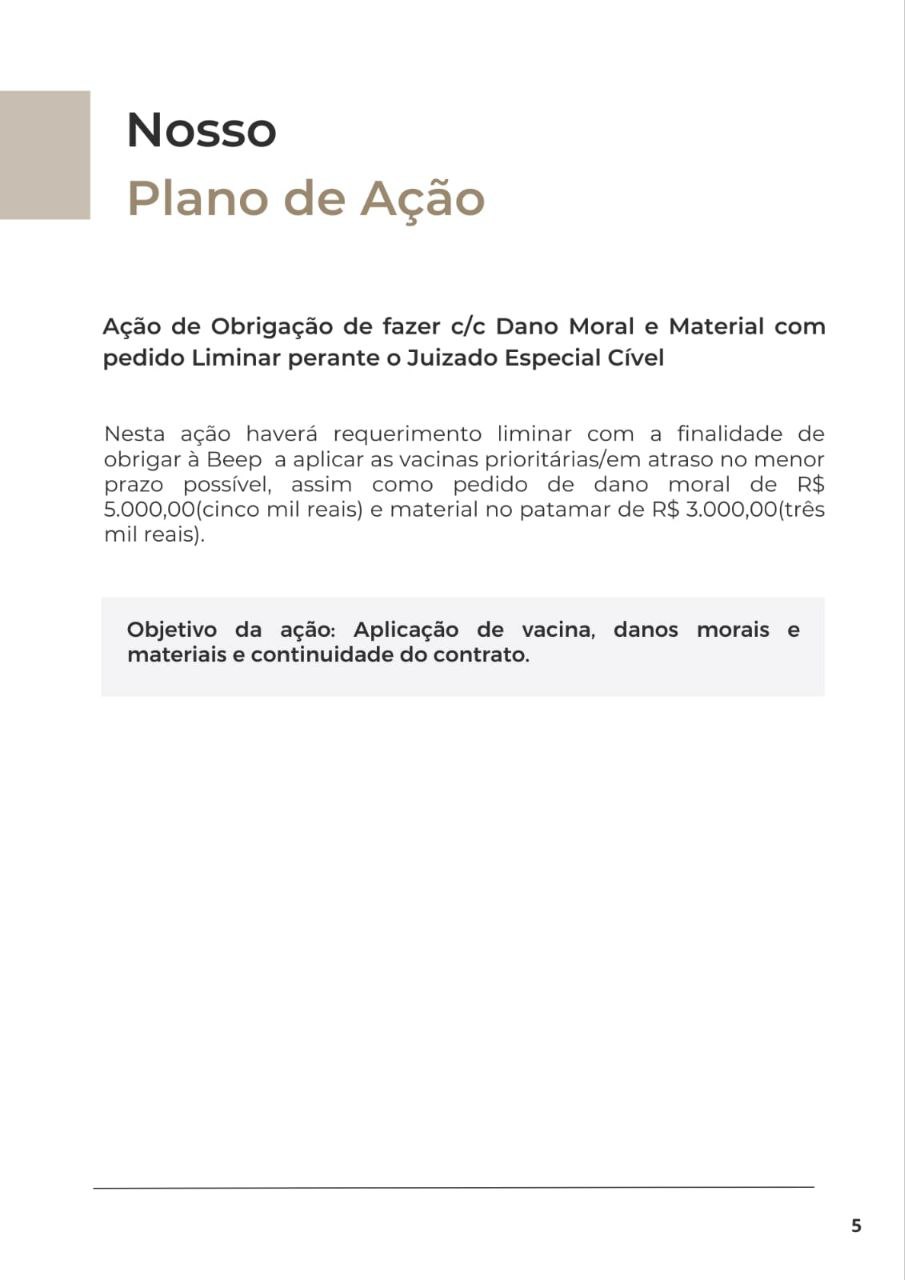 Nosso
Plano de Ação
Ação de Obrigação de fazer c/c Dano Moral e Material com
pedido Liminar perante o Juizado Especial Cível
Nesta ação haverá requerimento liminar com a finalidade de
obrigar à Beep a aplicar as vacinas prioritárias/em atraso no menor
prazo possível, assim como pedido de dano moral de R$
5.000,00(cinco mil reais) e material no patamar de R$ 3.000,00(três
mil reais).
Objetivo da ação: Aplicação de vacina, danos morais e
materiais e continuidade do contrato.
5